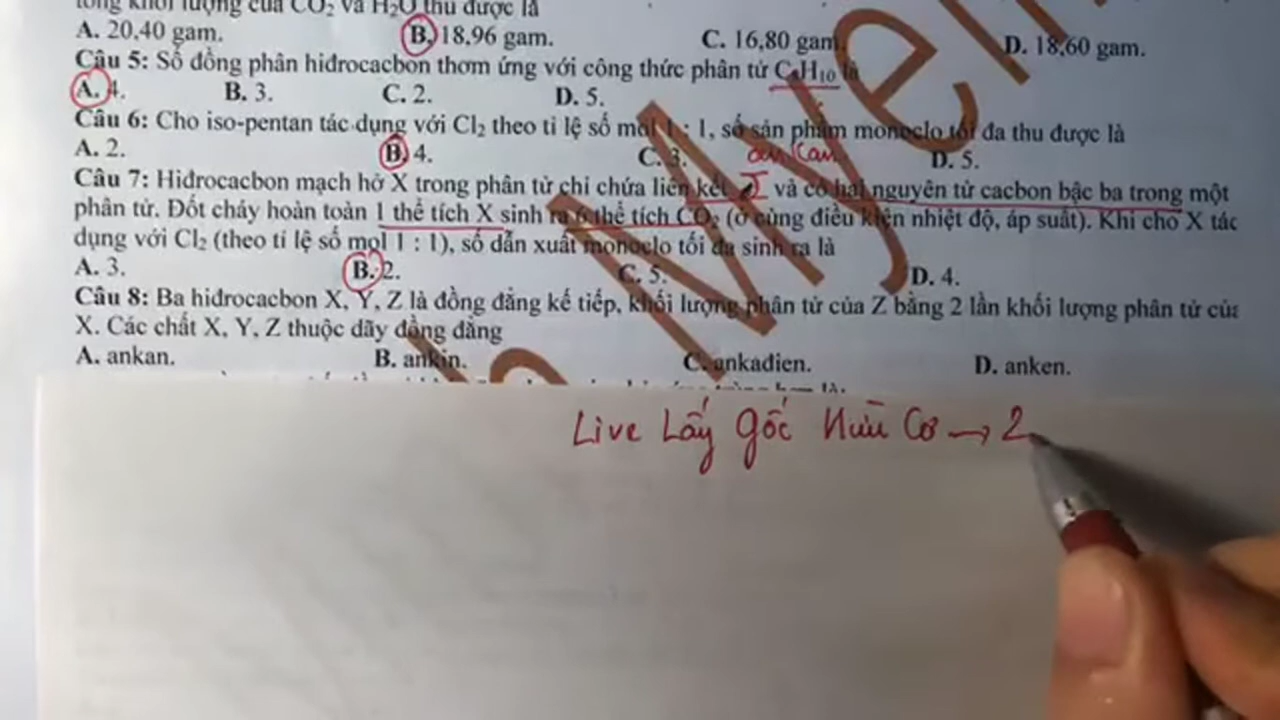 tổng khối lượng của CO₂ và H₂O thu được là
A. 20,40 gam. B. 18,96 gam. C. 16,80 gam. D. 18,60 gam.
Câu 5: Số đồng phân hiđrocacbon thơm ứng với công thức phân tử C₈H₁₀ là
A. 4. B. 3. C. 2. D. 5.
Câu 6: Cho iso-pentan tác dụng với Cl₂ theo tỉ lệ số mol 1 : 1, số sản phẩm monoclo tối đa thu được là
A. 2. B. 4. C. 3. D. 5.
ankan
Câu 7: Hiđrocacbon mạch hở X trong phân tử chỉ chứa liên kết và có hai nguyên tử cacbon bậc ba trong một
phân tử. Đốt cháy hoàn toàn 1 thể tích X sinh ra 6 thể tích CO₂ (ở cùng điều kiện nhiệt độ, áp suất). Khi cho X tác
dụng với Cl₂ (theo tỉ lệ số mol 1 : 1), số dẫn xuất monoclo tối đa sinh ra là
A. 3. B. 2. C. 5. D. 4.
Câu 8: Ba hiđrocacbon X, Y, Z là đồng đẳng kế tiếp, khối lượng phân tử của Z bằng 2 lần khối lượng phân tử của
X. Các chất X, Y, Z thuộc dãy đồng đẳng
A. ankan. B. ankin. C. ankađien. D. anken.
Live Lấy gốc Hữu Cơ → 2